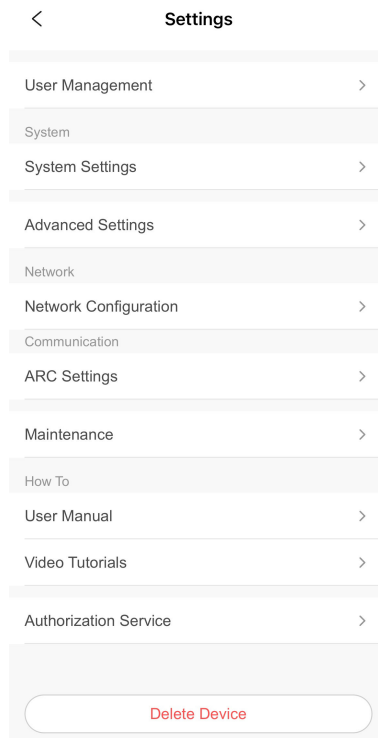 Settings
User Management
System
System Settings
Advanced Settings
Network
Network Configuration
Communication
ARC Settings
Maintenance
How To
User Manual
Video Tutorials
Authorization Service
Delete Device